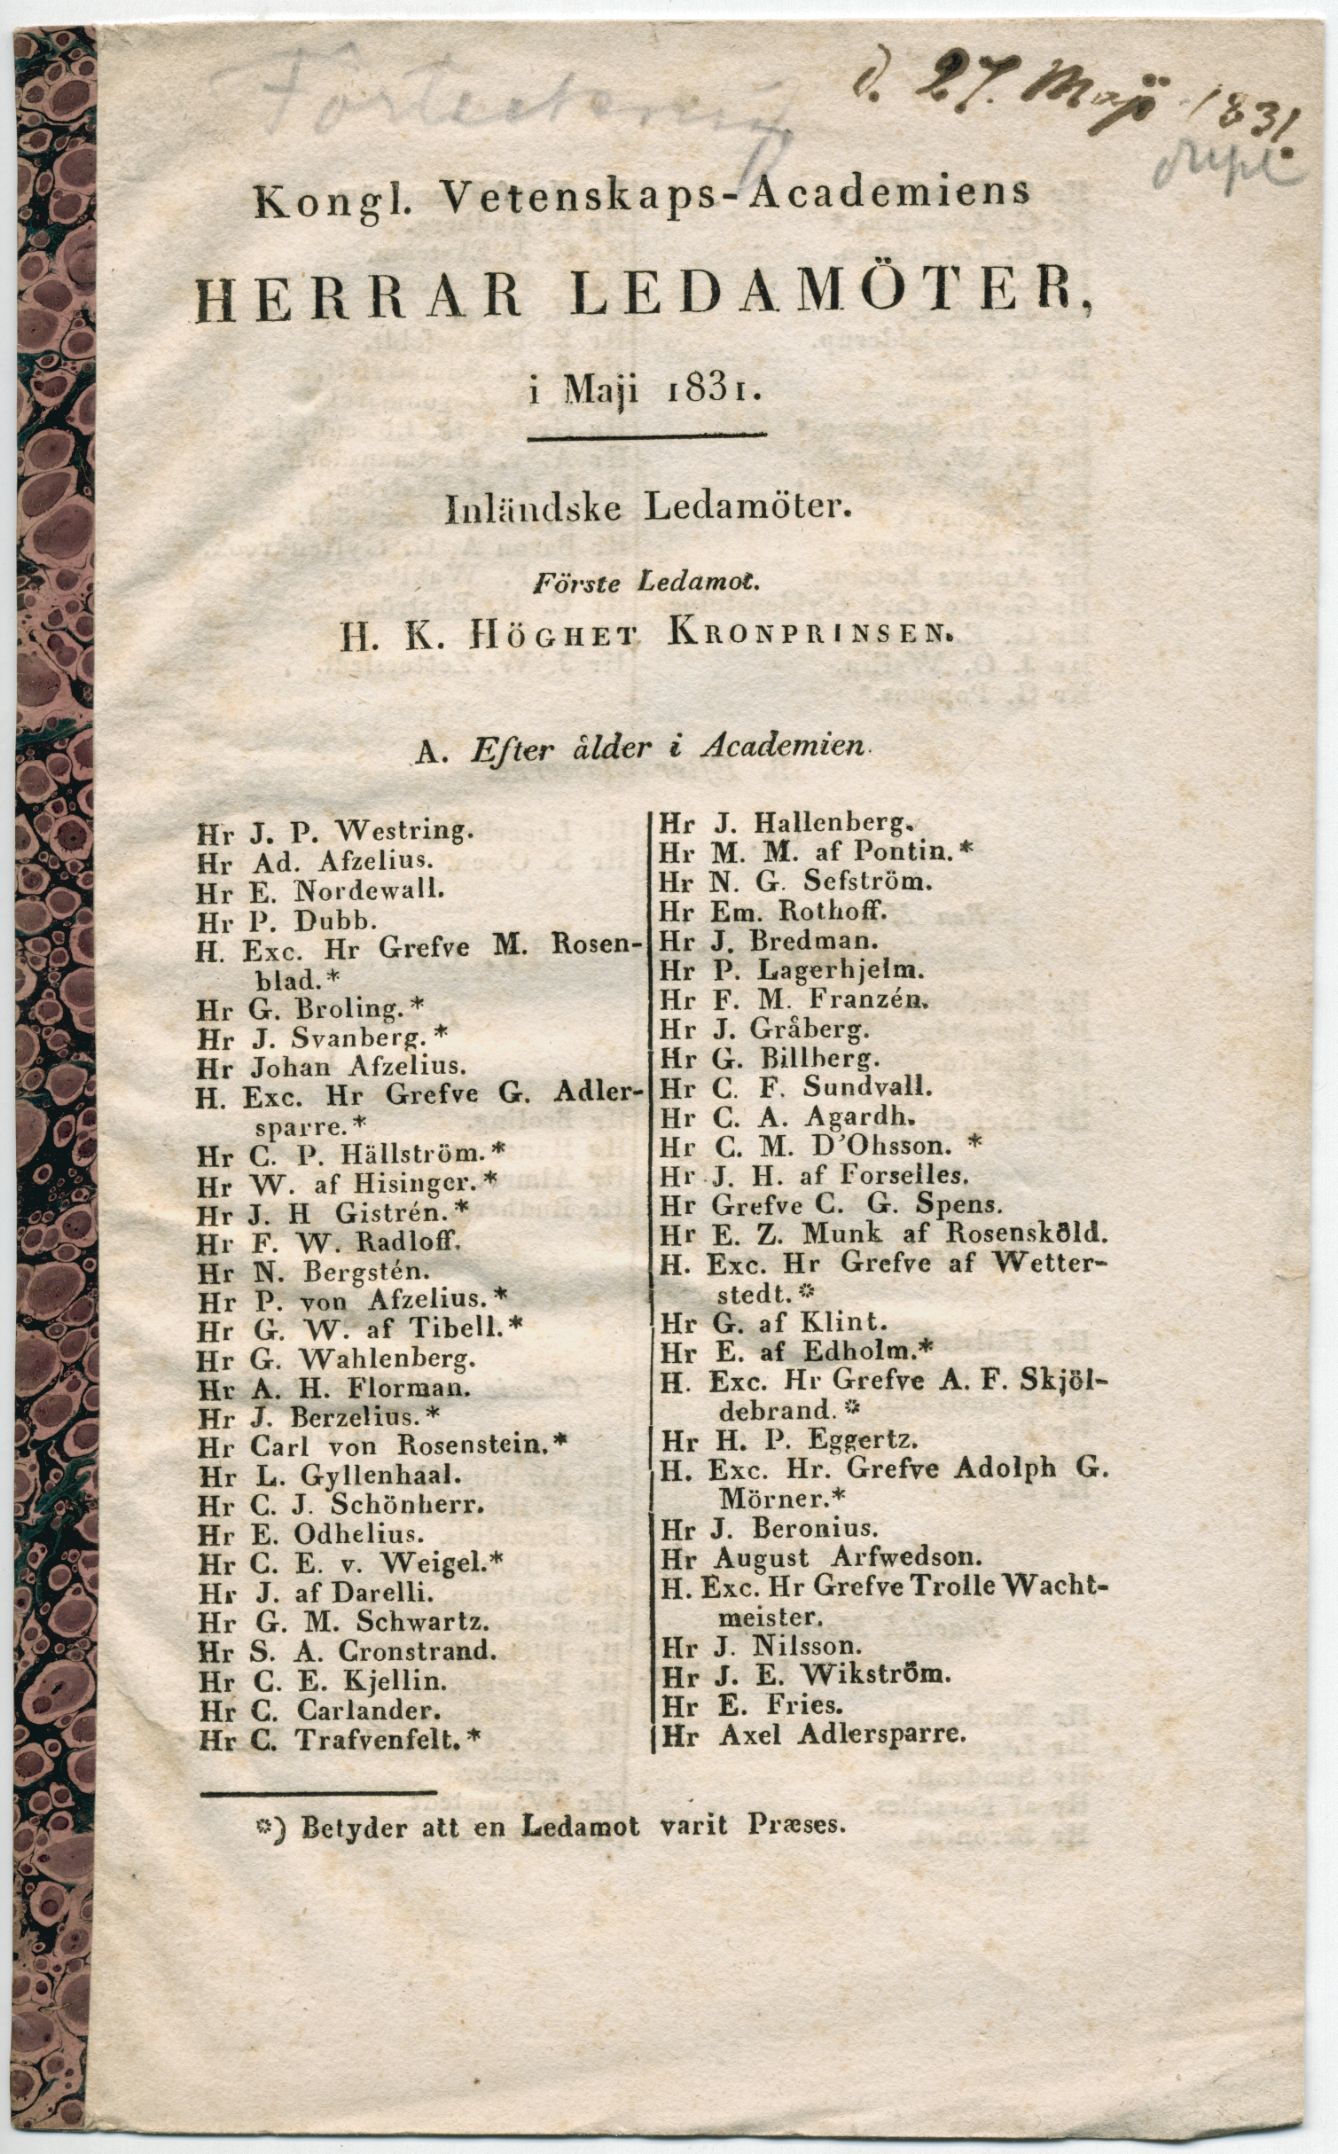 Förteckning
d. 27. Maji 1831.
dupl
Kongl. Vetenskaps-Academiens
HERRAR LEDAMÖTER,
i Maji 1831.
Inländske Ledamöter.
Förste Ledamot.
H. K. HÖGHET KRONPRINSEN.
A. Efter ålder i Academien.
Hr J. P. Westring.
Hr Ad. Afzelius.
Hr E. Nordewall.
Hr P. Dubb.
H. Exc. Hr Grefve M. Rosen-
blad.*
Hr G. Broling.*
Hr J. Svanberg.*
Hr Johan Afzelius.
H. Exc. Hr Grefve G. Adler-
sparre.*
Hr C. P. Hällström.*
Hr W. af Hisinger.*
Hr J. H Gistrén.*
Hr F. W. Radloff.
Hr N. Bergstén.
Hr P. von Afzelius.*
Hr G. W. af Tibell.*
Hr G. Wahlenberg.
Hr A. H. Florman.
Hr J. Berzelius.*
Hr Carl von Rosenstein.*
Hr L. Gyllenhaal.
Hr C. J. Schönherr.
Hr E. Odhelius.
Hr C. E. v. Weigel.*
Hr J. af Darelli.
Hr G. M. Schwartz.
Hr S. A. Cronstrand.
Hr C. E. Kjellin.
Hr C. Carlander.
Hr C. Trafvenfelt.*
Hr J. Hallenberg.
Hr M. M. af Pontin.*
Hr N. G. Sefström.
Hr Em. Rothoff.
Hr J. Bredman.
Hr P. Lagerhjelm.
Hr F. M. Franzén.
Hr J. Gråberg.
Hr G. Billberg.
Hr C. F. Sundvall.
Hr C. A. Agardh.
Hr C. M. D'Ohsson. *
Hr J. H. af Forselles.
Hr Grefve C. G. Spens.
Hr E. Z. Munk af Rosensköld.
H. Exc. Hr Grefve af Wetter-
stedt.*
Hr G. af Klint.
Hr E. af Edholm.*
H. Exc. Hr Grefve A. F. Skjöl-
debrand.*
Hr H. P. Eggertz.
H. Exc. Hr. Grefve Adolph G.
Mörner.*
Hr J. Beronius.
Hr August Arfwedson.
H. Exc. Hr Grefve Trolle Wacht-
meister.
Hr J. Nilsson.
Hr J. E. Wikström.
Hr E. Fries.
Hr Axel Adlersparre.
*) Betyder att en Ledamot varit Præses.